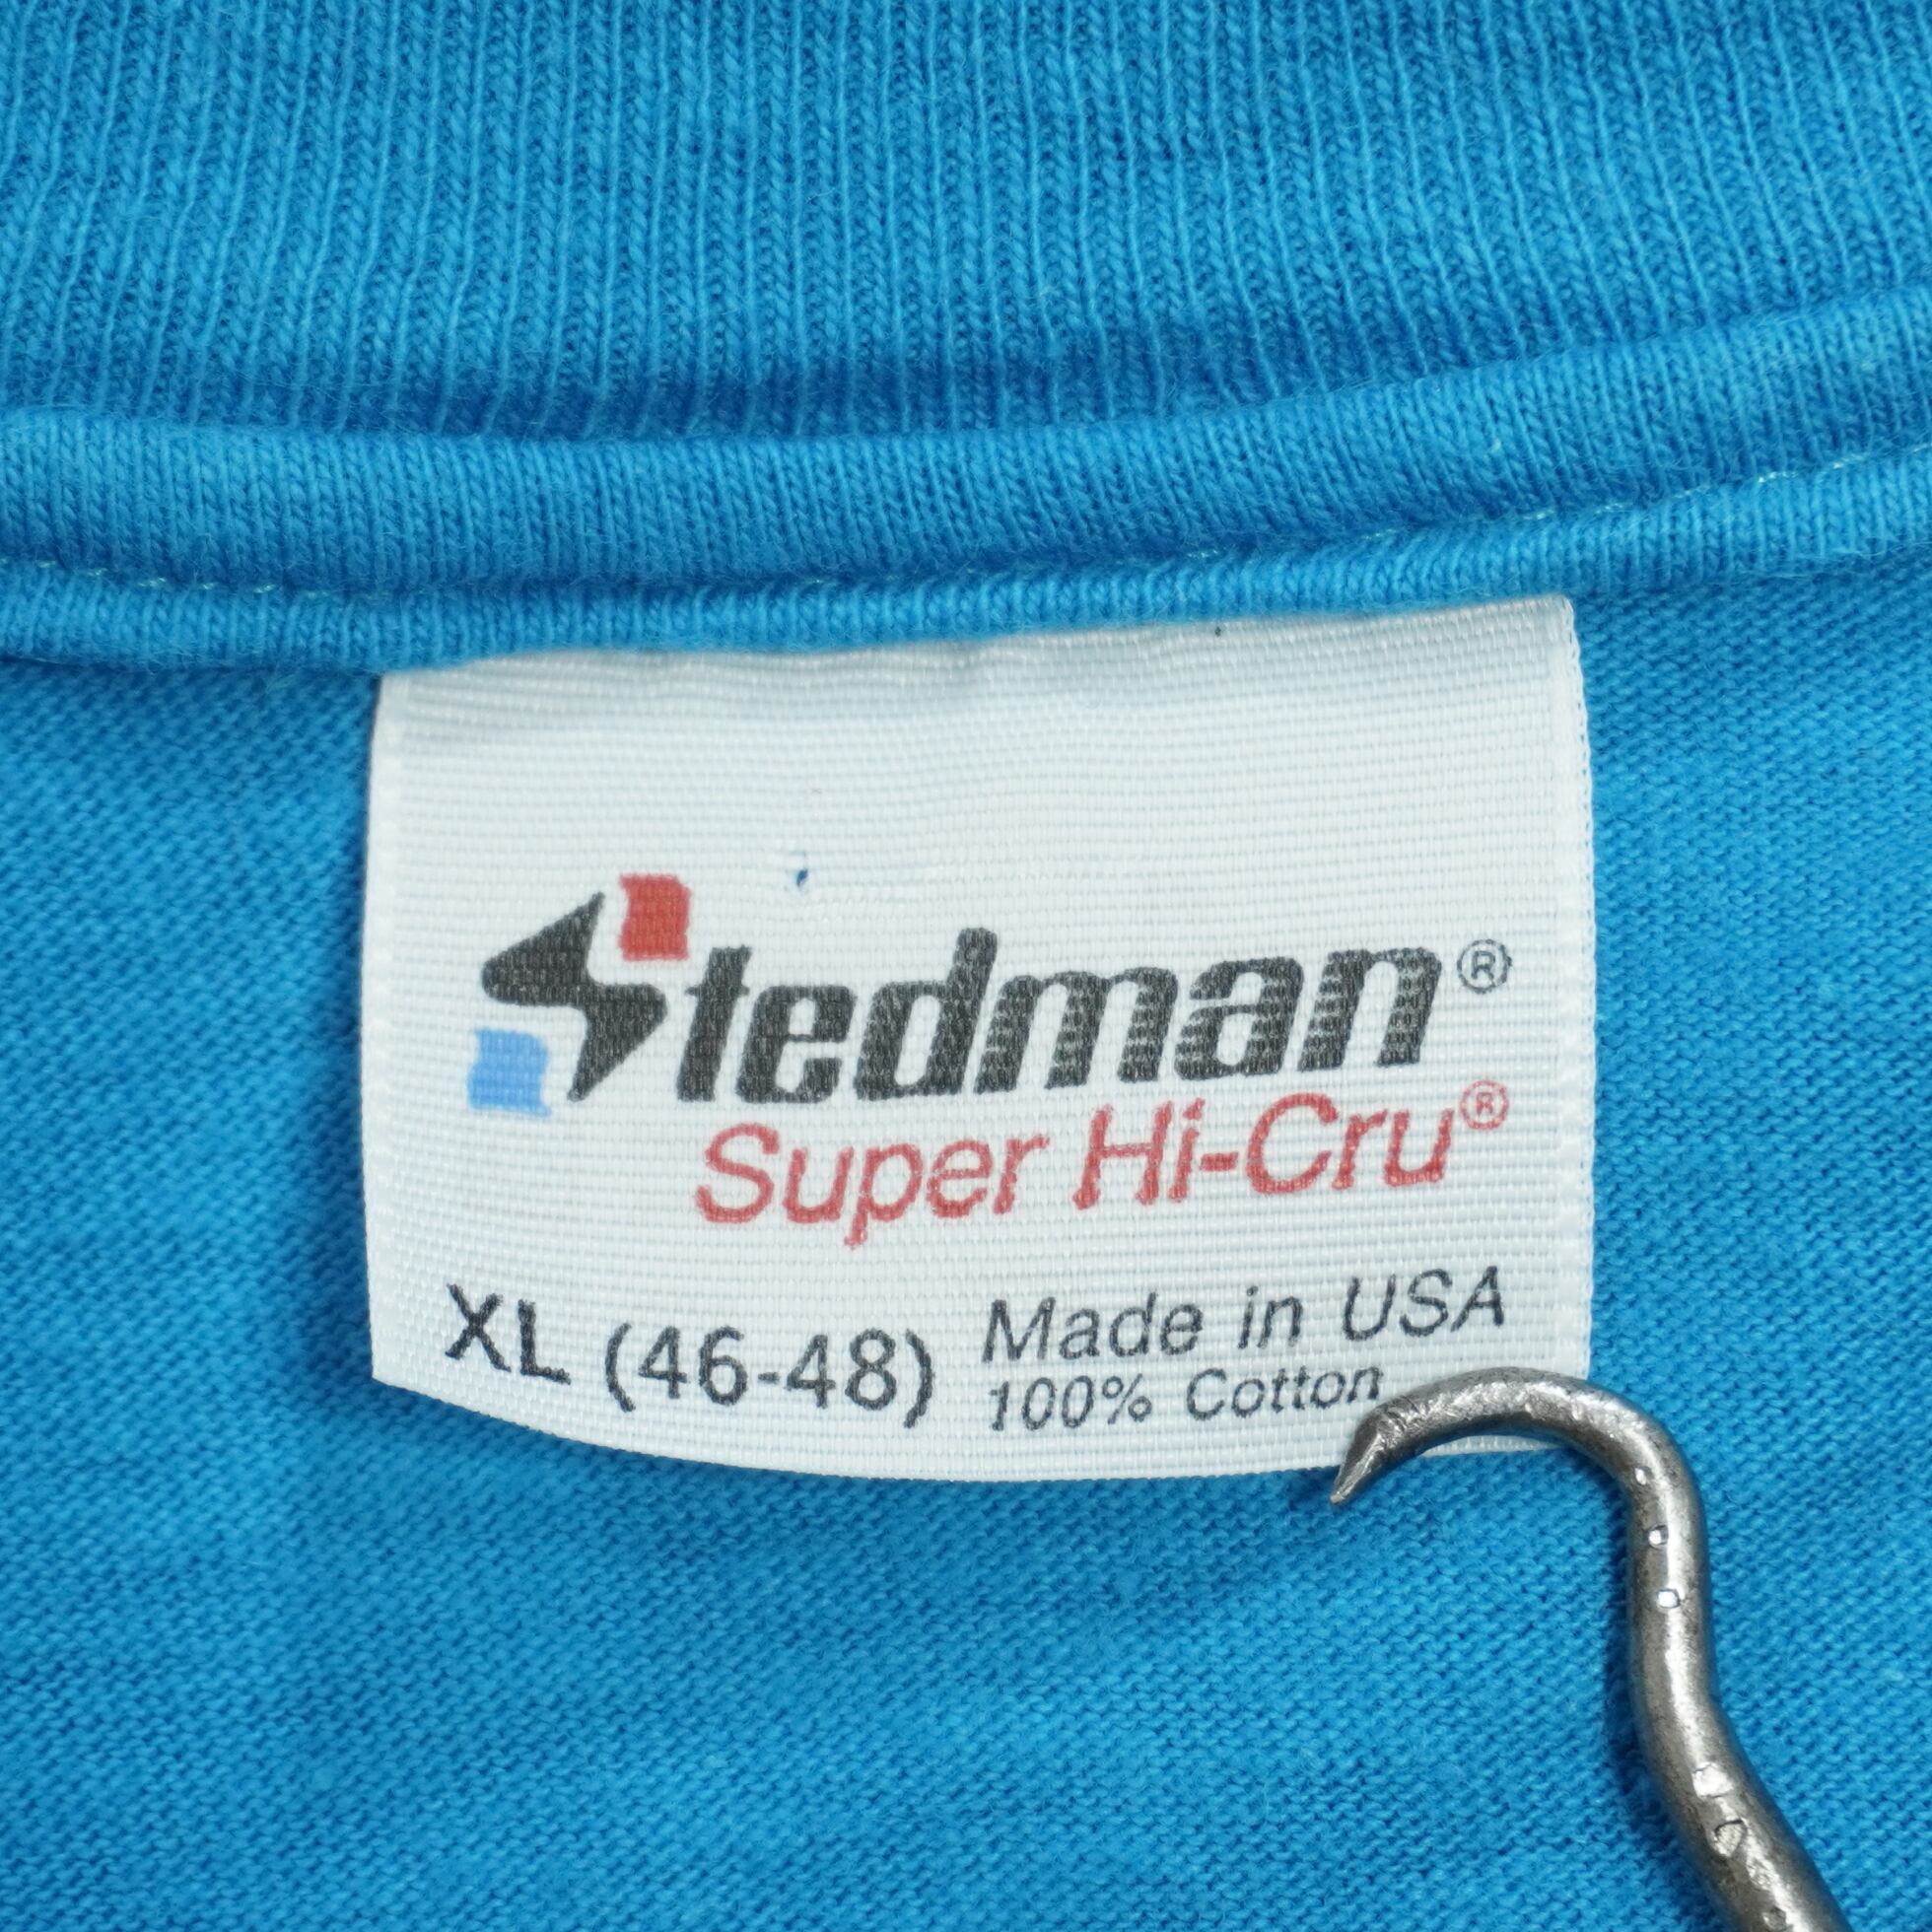 Stedman®
Super Hi-Cru®
XL (46-48) Made in USA
100% Cotton